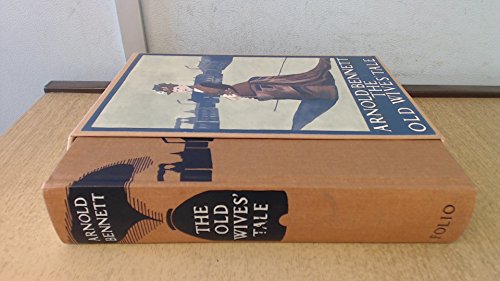 ARNOLD BENNETT
THE
OLD WIVES TALE
ARNOLD
BENNETT
THE
OLD
WIVES'
TALE
FOLIO